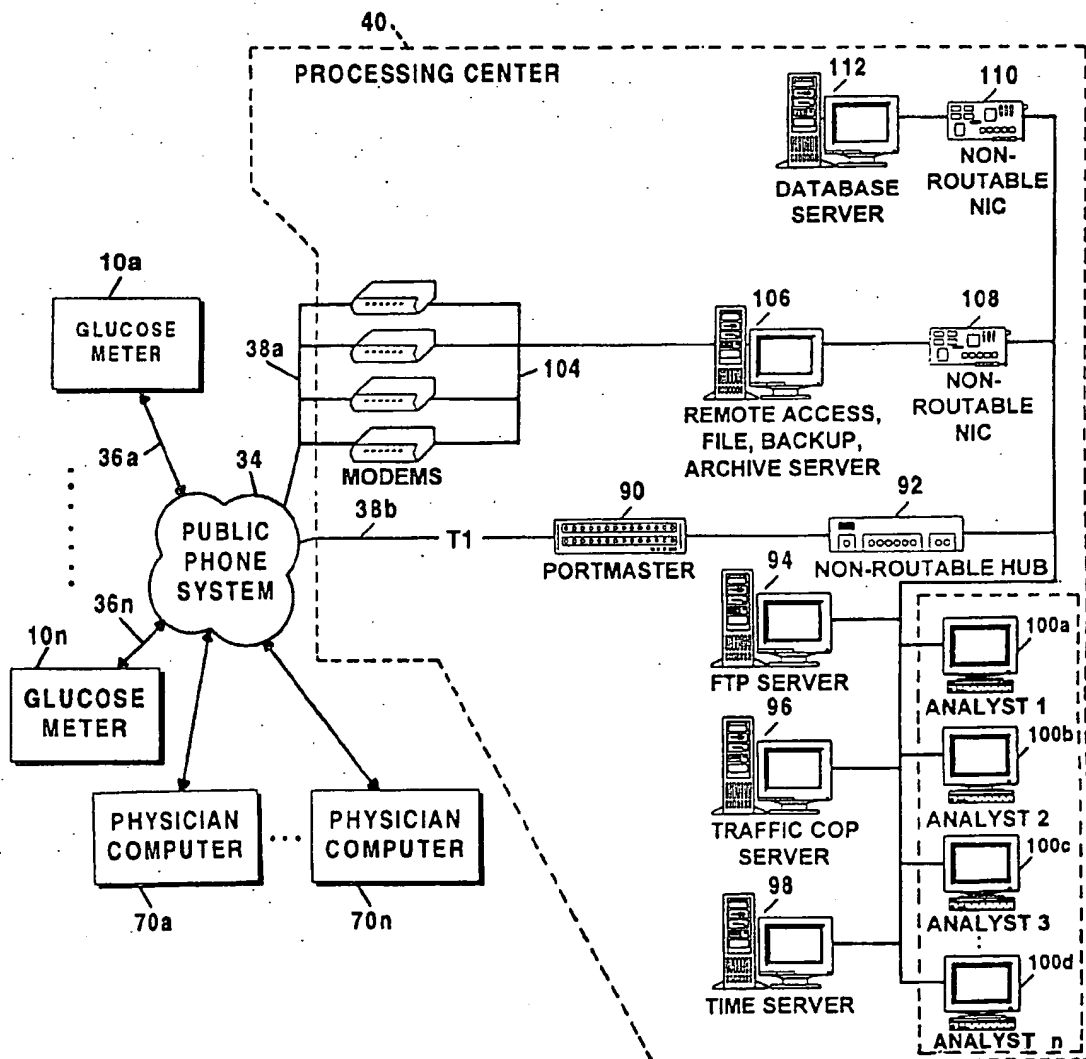 40
PROCESSING CENTER
112
110
DATABASE
SERVER
NON-
ROUTABLE
NIC
10a
GLUCOSE
METER
38a
104
106
108
REMOTE ACCESS,
FILE, BACKUP,
ARCHIVE SERVER
NON-
ROUTABLE
NIC
36a
34
MODEMS
PUBLIC
PHONE
SYSTEM
38b
T1
90
PORTMASTER
92
NON-ROUTABLE HUB
36n
10n
GLUCOSE
METER
94
FTP SERVER
100a
ANALYST 1
96
TRAFFIC COP
SERVER
100b
ANALYST 2
PHYSICIAN
COMPUTER
...
PHYSICIAN
COMPUTER
70a
70n
100c
ANALYST 3
98
TIME SERVER
100d
ANALYST n